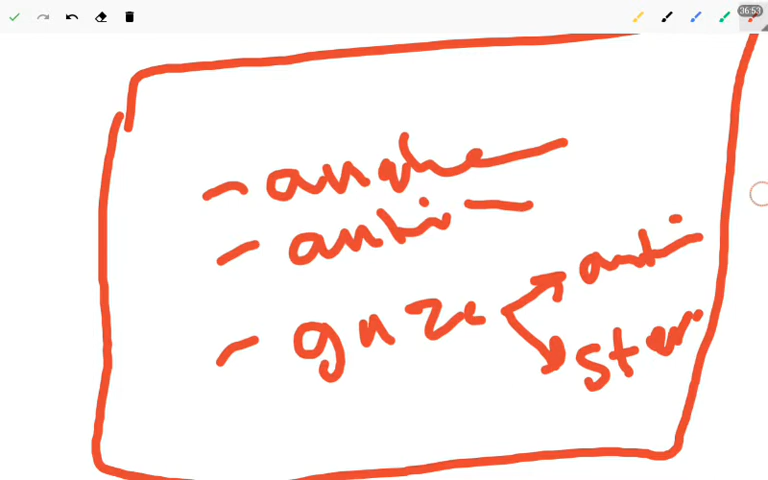 36:53
- anti -
- gaze anti
ster